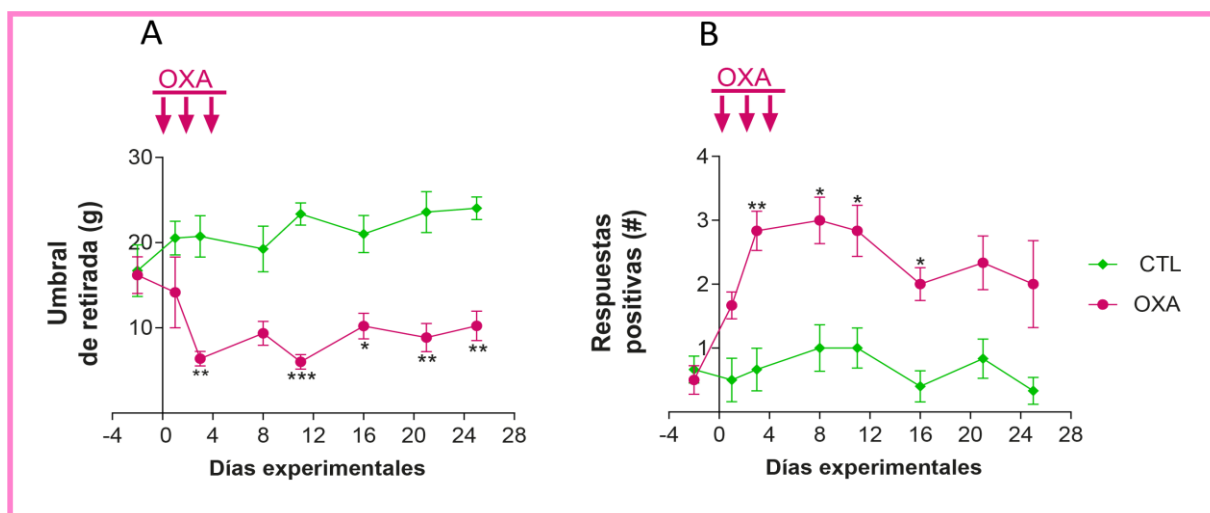 A
OXA
30
20
10
Umbral
de retirada (g)
**
***
*
**
**
-4 0 4 8 12 16 20 24 28
Días experimentales
B
OXA
4
3
2
1
Respuestas
positivas (#)
**
*
*
*
-4 0 4 8 12 16 20 24 28
Días experimentales
CTL
OXA